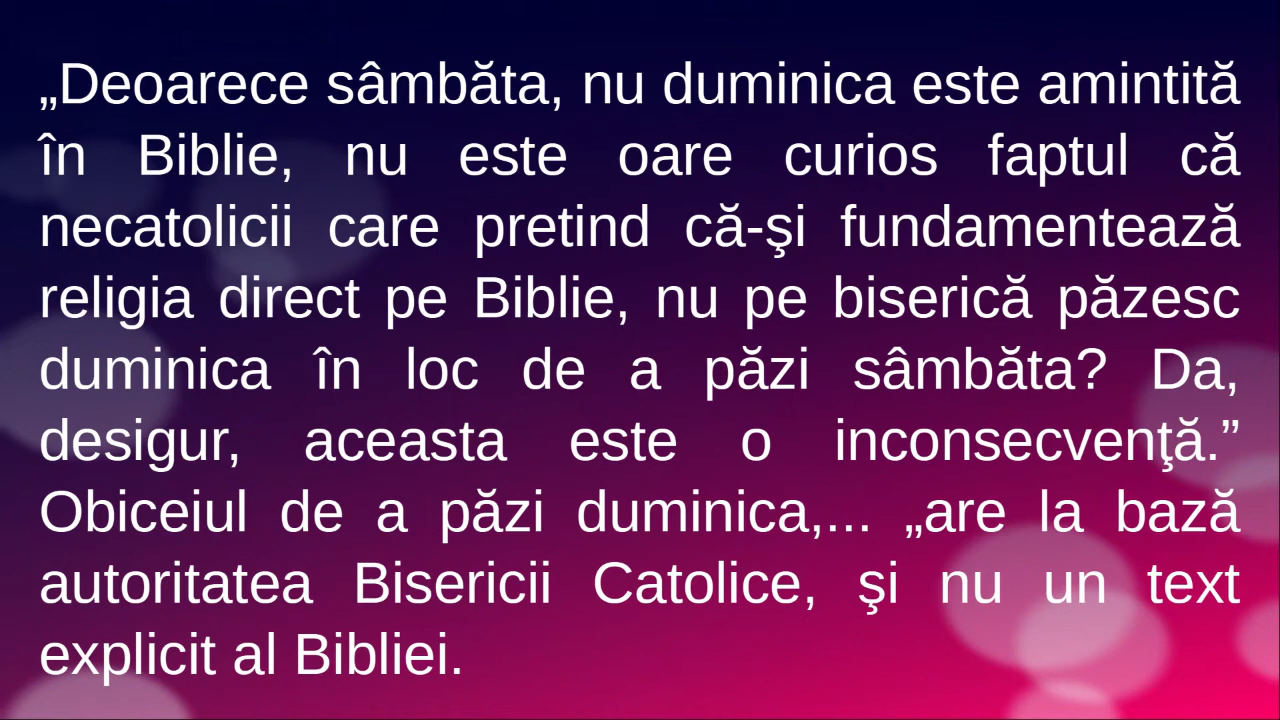 „Deoarece sâmbăta, nu duminica este amintită
în Biblie, nu este oare curios faptul că
necatolicii care pretind că-şi fundamentează
religia direct pe Biblie, nu pe biserică păzesc
duminica în loc de a păzi sâmbăta? Da,
desigur, aceasta este o inconsecvenţă.”
Obiceiul de a păzi duminica,... „are la bază
autoritatea Bisericii Catolice, şi nu un text
explicit al Bibliei.